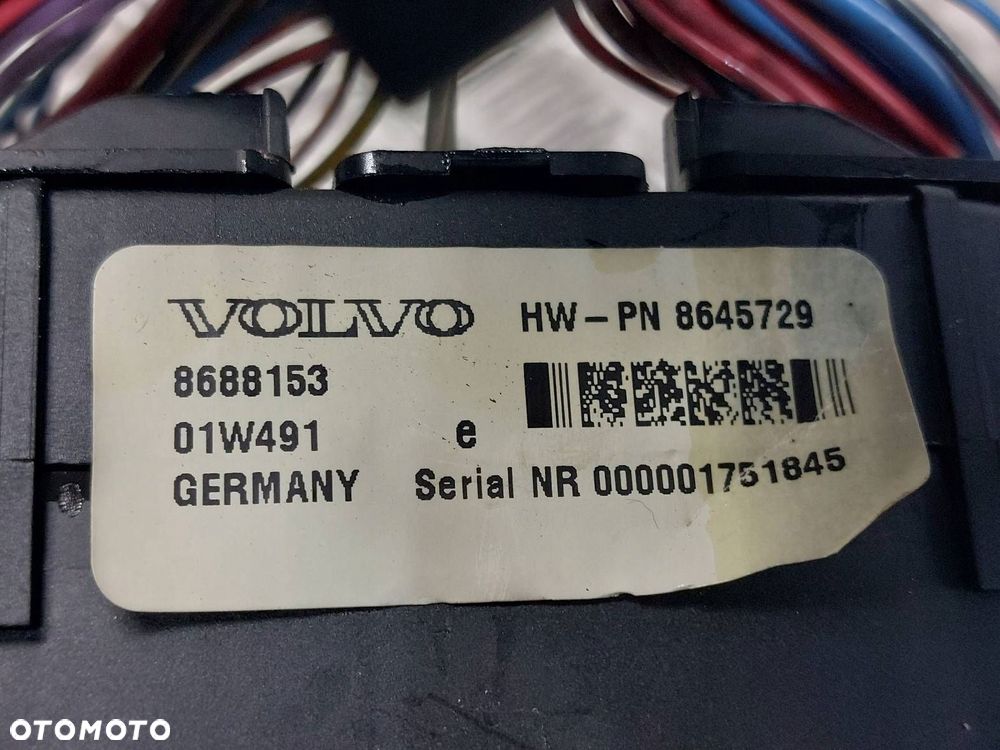 VOLVO HW-PN 8645729
8688153
01W491 e
GERMANY Serial NR 000001751845
OTOMOTO